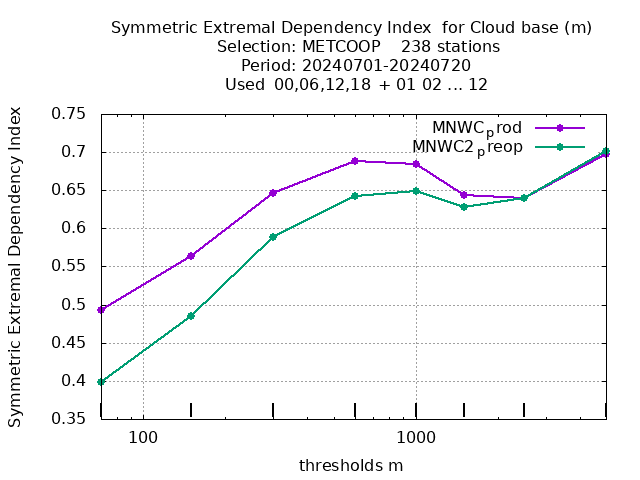 Symmetric Extremal Dependency Index  for Cloud base (m)
Selection: METCOOP    238 stations
Period: 20240701-20240720
Used  00,06,12,18 + 01 02 ... 12
MNWCprod
MNWC2preop
Symmetric Extremal Dependency Index
0.75
0.7
0.65
0.6
0.55
0.5
0.45
0.4
0.35
100
1000
thresholds m